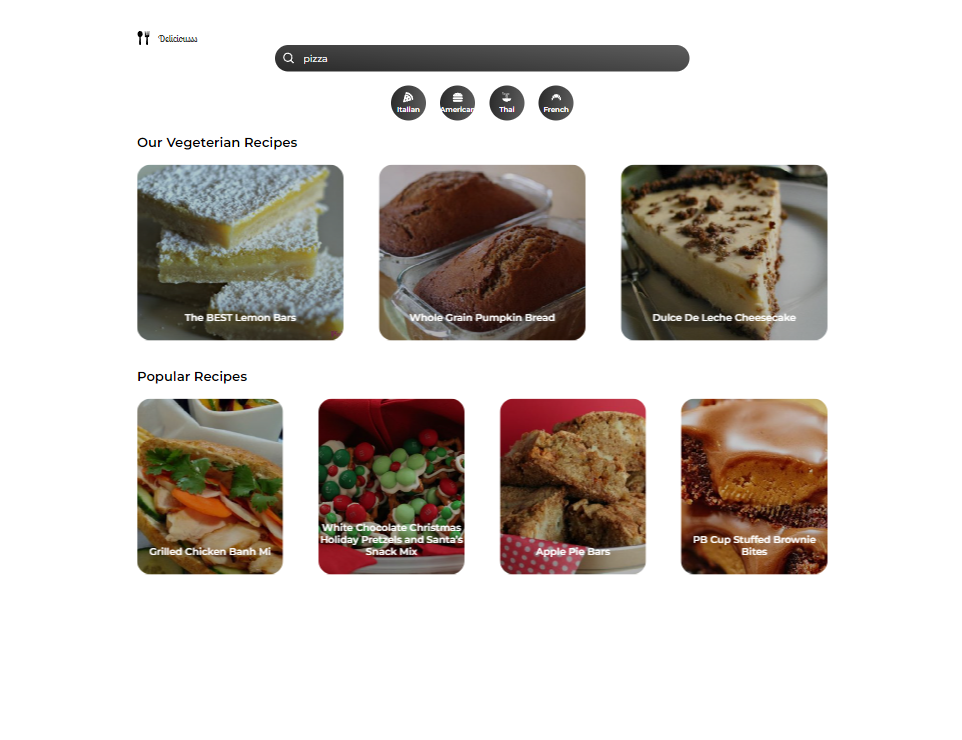 Deliciousss
pizza
Italian
American
Thai
French
Our Vegeterian Recipes
The BEST Lemon Bars
Whole Grain Pumpkin Bread
Dulce De Leche Cheesecake
Popular Recipes
Grilled Chicken Banh Mi
White Chocolate Christmas
Holiday Pretzels and Santa's
Snack Mix
Apple Pie Bars
PB Cup Stuffed Brownie
Bites